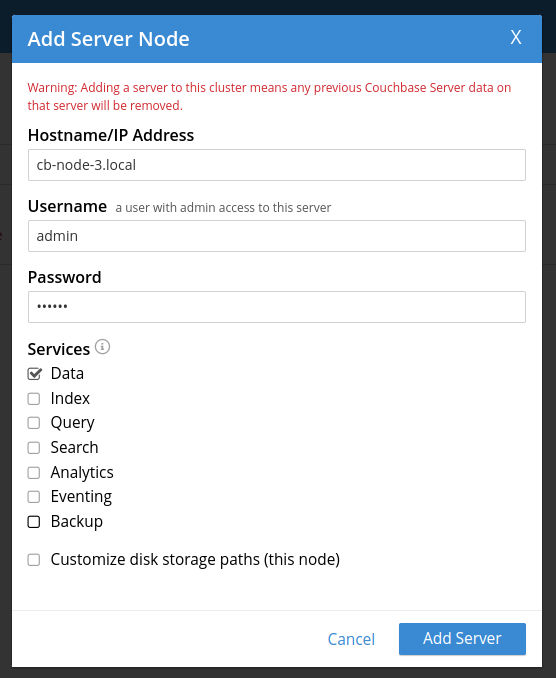 Add Server Node X
Warning: Adding a server to this cluster means any previous Couchbase Server data on
that server will be removed.
Hostname/IP Address
cb-node-3.local
Username a user with admin access to this server
admin
Password
••••••
Services
Data
Index
Query
Search
Analytics
Eventing
Backup
Customize disk storage paths (this node)
Cancel Add Server